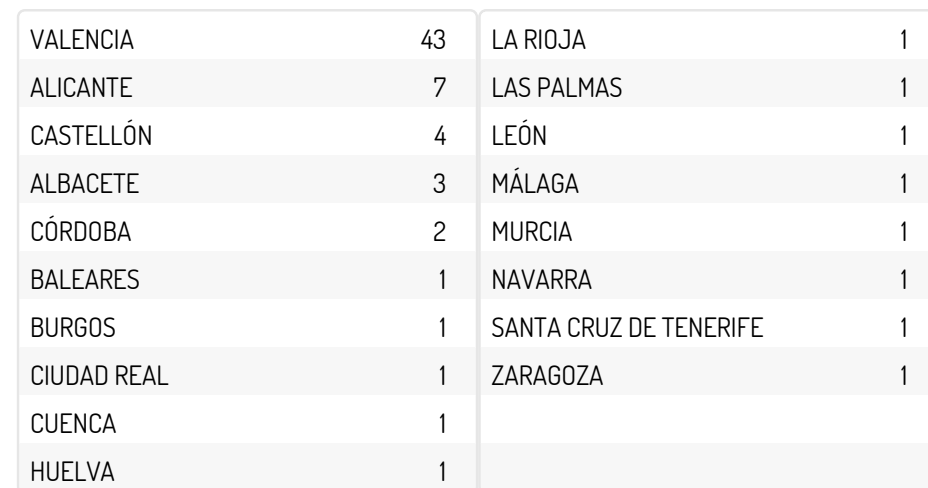 VALENCIA 43
ALICANTE 7
CASTELLÓN 4
ALBACETE 3
CÓRDOBA 2
BALEARES 1
BURGOS 1
CIUDAD REAL 1
CUENCA 1
HUELVA 1
LA RIOJA 1
LAS PALMAS 1
LEÓN 1
MÁLAGA 1
MURCIA 1
NAVARRA 1
SANTA CRUZ DE TENERIFE 1
ZARAGOZA 1